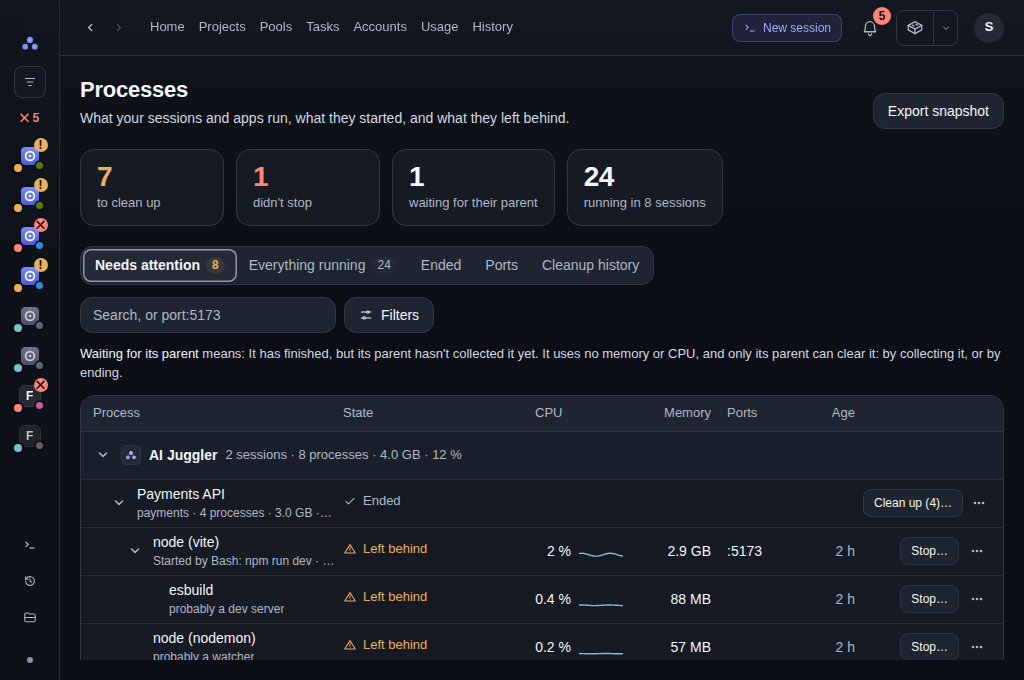 Home Projects Pools Tasks Accounts Usage History
New session
5
S
5
Processes
What your sessions and apps run, what they started, and what they left behind.
Export snapshot
7
to clean up
1
didn't stop
1
waiting for their parent
24
running in 8 sessions
Needs attention 8
Everything running 24
Ended
Ports
Cleanup history
Search, or port:5173
Filters
Waiting for its parent means: It has finished, but its parent hasn't collected it yet. It uses no memory or CPU, and only its parent can clear it: by collecting it, or by
ending.
Process State CPU Memory Ports Age
AI Juggler 2 sessions · 8 processes · 4.0 GB · 12 %
Payments API
payments · 4 processes · 3.0 GB ·…
Ended
Clean up (4)…
node (vite)
Started by Bash: npm run dev · …
Left behind
2 %
2.9 GB
:5173
2 h
Stop…
esbuild
probably a dev server
Left behind
0.4 %
88 MB
2 h
Stop…
node (nodemon)
probably a watcher
Left behind
0.2 %
57 MB
2 h
Stop…
!
!
!
F
F